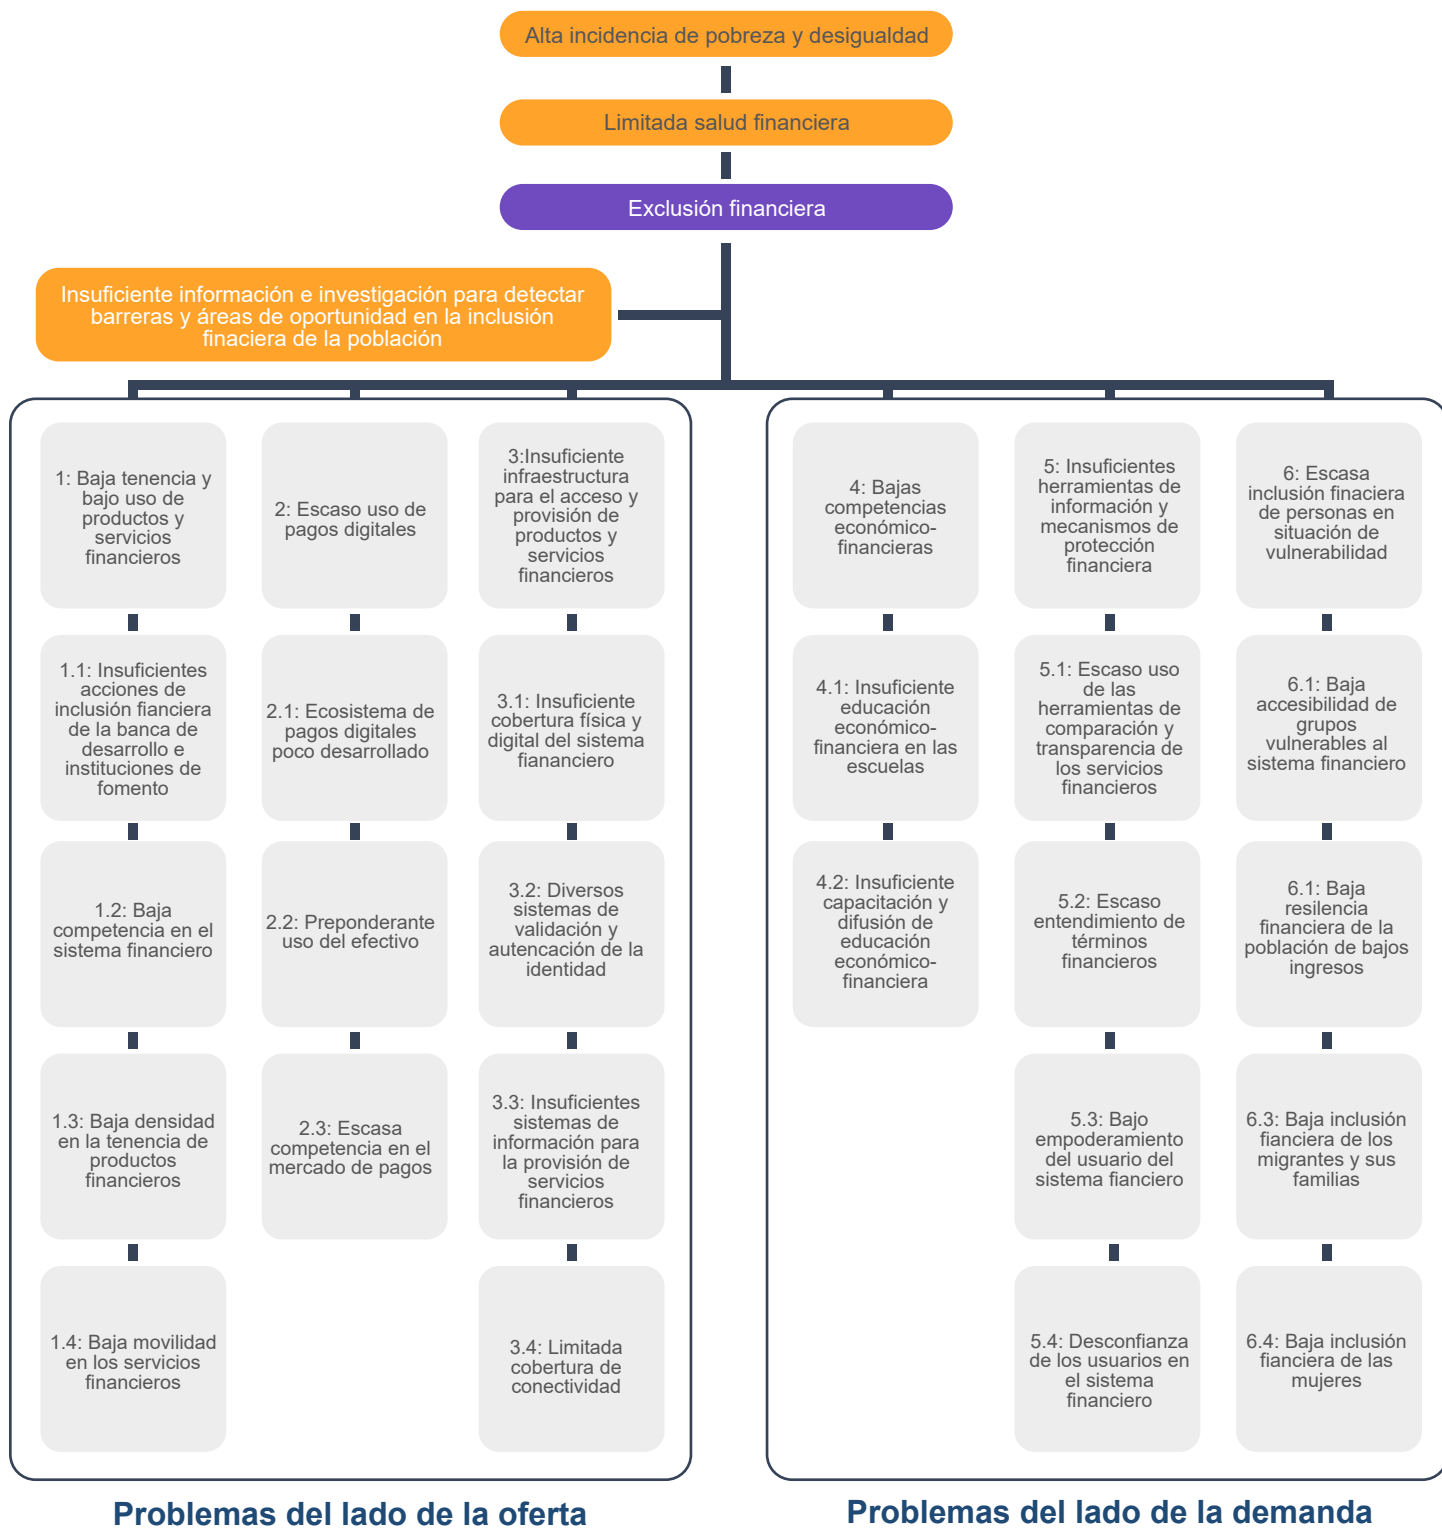 Alta incidencia de pobreza y desigualdad
Limitada salud financiera
Exclusión financiera
Insuficiente información e investigación para detectar
barreras y áreas de oportunidad en la inclusión
finaciera de la población
1: Baja tenencia y
bajo uso de
productos y
servicios
financieros
1.1: Insuficientes
acciones de
inclusión fianciera
de la banca de
desarrollo e
instituciones de
fomento
1.2: Baja
competencia en el
sistema financiero
1.3: Baja densidad
en la tenencia de
productos
financieros
1.4: Baja movilidad
en los servicios
financieros
2: Escaso uso de
pagos digitales
2.1: Ecosistema de
pagos digitales
poco desarrollado
2.2: Preponderante
uso del efectivo
2.3: Escasa
competencia en el
mercado de pagos
3:Insuficiente
infraestructura
para el acceso y
provisión de
productos y
servicios
financieros
3.1: Insuficiente
cobertura física y
digital del sistema
fiananciero
3.2: Diversos
sistemas de
validación y
autencación de la
identidad
3.3: Insuficientes
sistemas de
información para
la provisión de
servicios
financieros
3.4: Limitada
cobertura de
conectividad
Problemas del lado de la oferta
4: Bajas
competencias
económico-
financieras
4.1: Insuficiente
educación
económico-
financiera en las
escuelas
4.2: Insuficiente
capacitación y
difusión de
educación
económico-
financiera
5: Insuficientes
herramientas de
información y
mecanismos de
protección
financiera
5.1: Escaso uso
de las
herramientas de
comparación y
transparencia de
los servicios
financieros
5.2: Escaso
entendimiento de
términos
financieros
5.3: Bajo
empoderamiento
del usuario del
sistema fianciero
5.4: Desconfianza
de los usuarios en
el sistema
financiero
6: Escasa
inclusión finaciera
de personas en
situación de
vulnerabilidad
6.1: Baja
accesibilidad de
grupos
vulnerables al
sistema financiero
6.1: Baja
resilencia
financiera de la
población de bajos
ingresos
6.3: Baja inclusión
fianciera de los
migrantes y sus
familias
6.4: Baja inclusión
fianciera de las
mujeres
Problemas del lado de la demanda